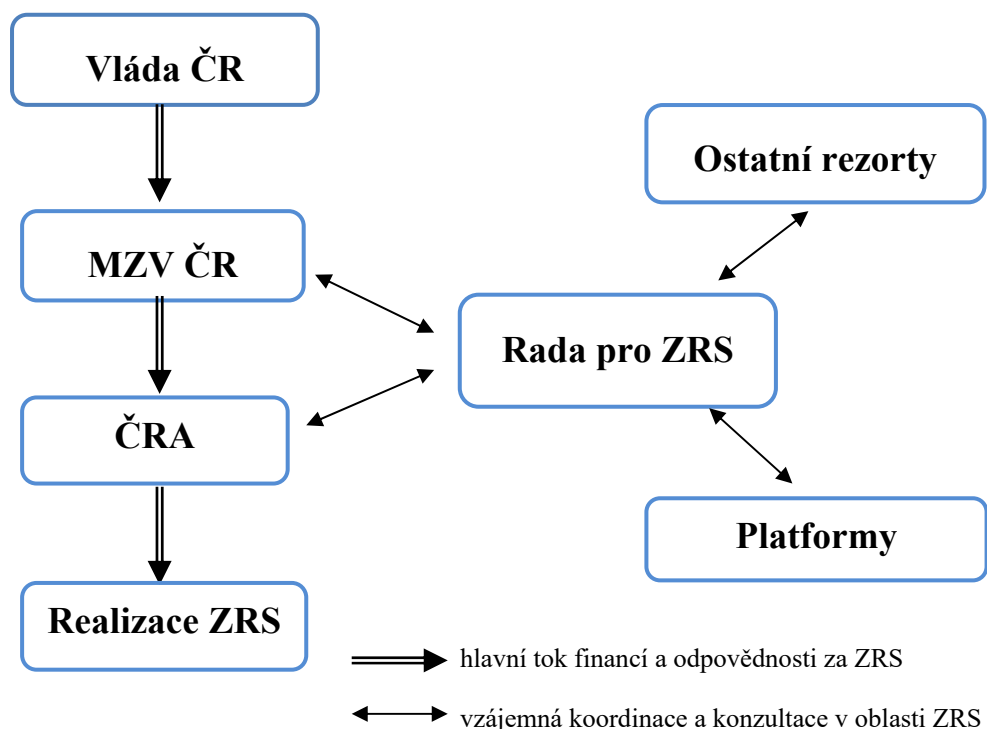 Vláda ČR
Ostatní rezorty
MZV ČR
Rada pro ZRS
ČRA
Platformy
Realizace ZRS
hlavní tok financí a odpovědnosti za ZRS
vzájemná koordinace a konzultace v oblasti ZRS